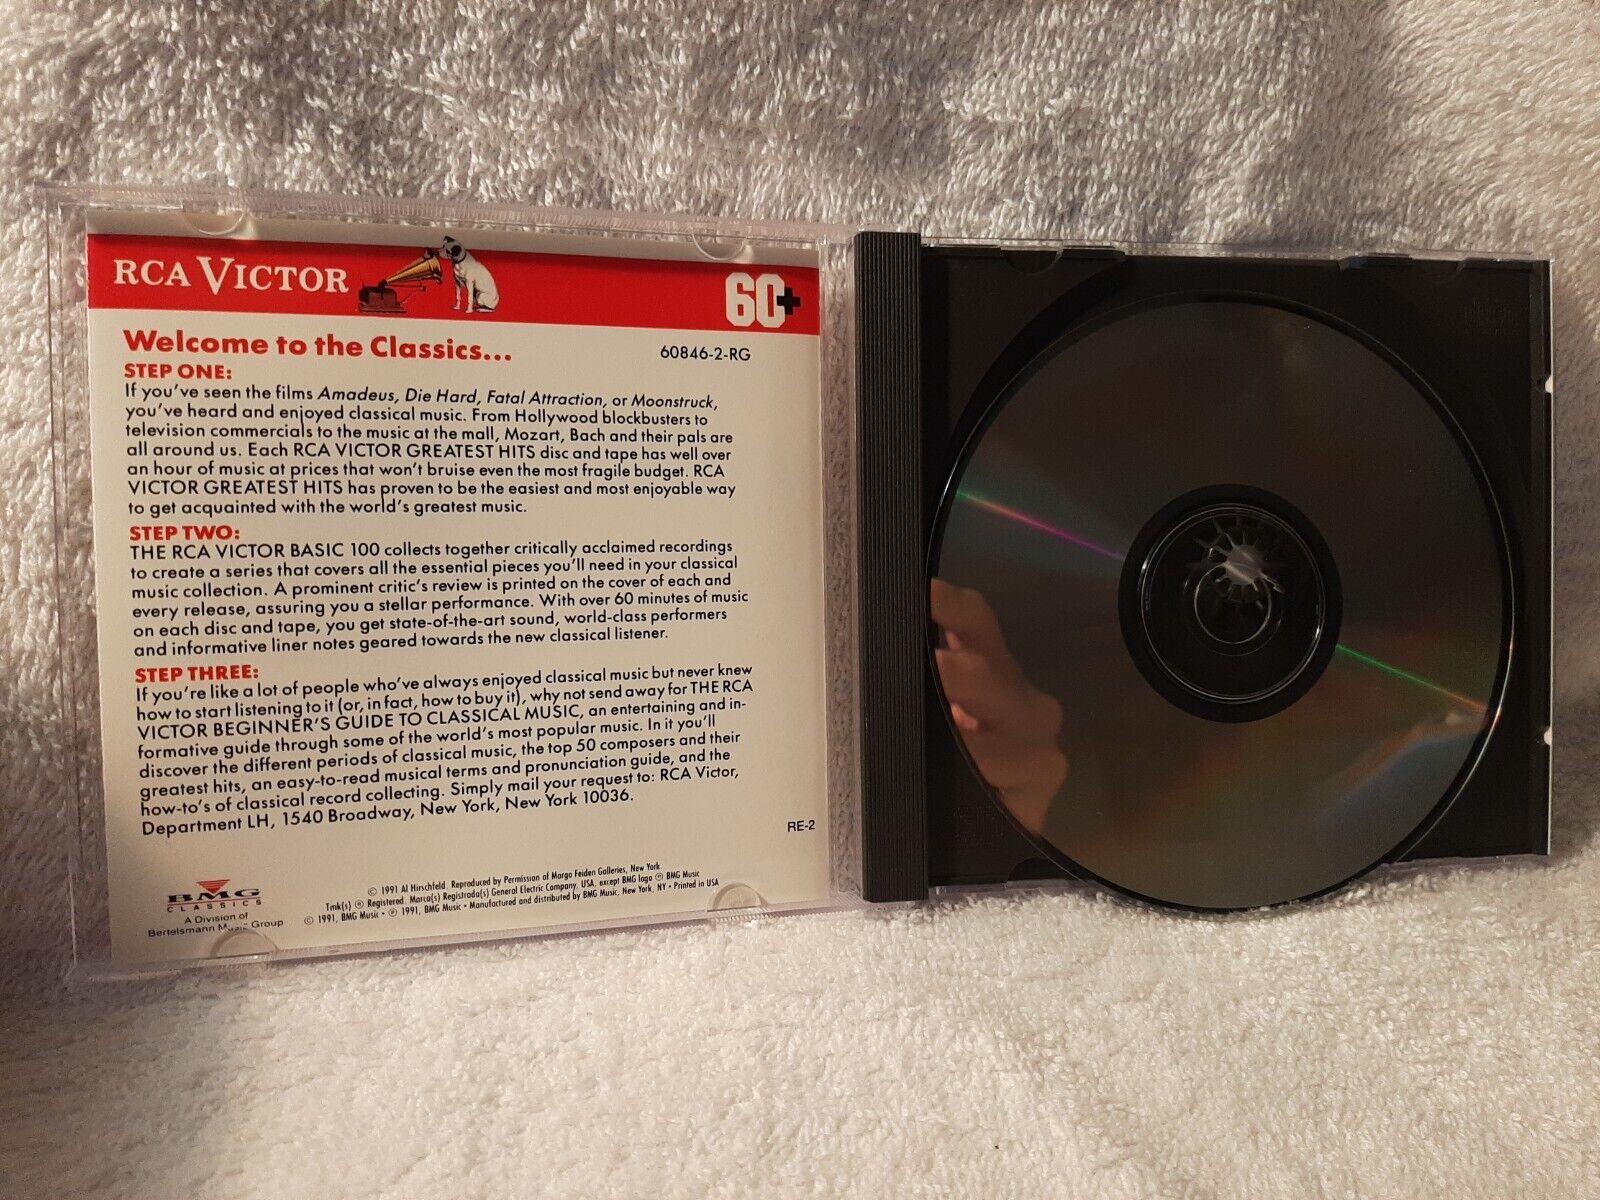 RCA VICTOR
60+
Welcome to the Classics...
60846-2-RG
STEP ONE:
If you've seen the films Amadeus, Die Hard, Fatal Attraction, or Moonstruck,
you've heard and enjoyed classical music. From Hollywood blockbusters to
television commercials to the music at the mall, Mozart, Bach and their pals are
all around us. Each RCA VICTOR GREATEST HITS disc and tape has well over
an hour of music at prices that won't bruise even the most fragile budget. RCA
VICTOR GREATEST HITS has proven to be the easiest and most enjoyable way
to get acquainted with the world's greatest music.
STEP TWO:
THE RCA VICTOR BASIC 100 collects together critically acclaimed recordings
to create a series that covers all the essential pieces you'll need in your classical
music collection. A prominent critic's review is printed on the cover of each and
every release, assuring you a stellar performance. With over 60 minutes of music
on each disc and tape, you get state-of-the-art sound, world-class performers
and informative liner notes geared towards the new classical listener.
STEP THREE:
If you're like a lot of people who've always enjoyed classical music but never knew
how to start listening to it (or, in fact, how to buy it), why not send away for THE RCA
VICTOR BEGINNER'S GUIDE TO CLASSICAL MUSIC, an entertaining and in-
formative guide through some of the world's most popular music. In it you'll
discover the different periods of classical music, the top 50 composers and their
greatest hits, an easy-to-read musical terms and pronunciation guide, and the
how-to's of classical record collecting. Simply mail your request to: RCA Victor,
Department LH, 1540 Broadway, New York, New York 10036.
RE-2
BMG
CLASSICS
A Division of
Bertelsmann Music Group
© 1991 Al Hirschfeld. Reproduced by Permission of Margo Feiden Galleries, New York
Tmk(s) ® Registered. Marca(s) Registrada(s) General Electric Company, USA, except BMG logo ® BMG Music
© 1991, BMG Music • ℗ 1991, BMG Music • Manufactured and distributed by BMG Music, New York, NY • Printed in USA